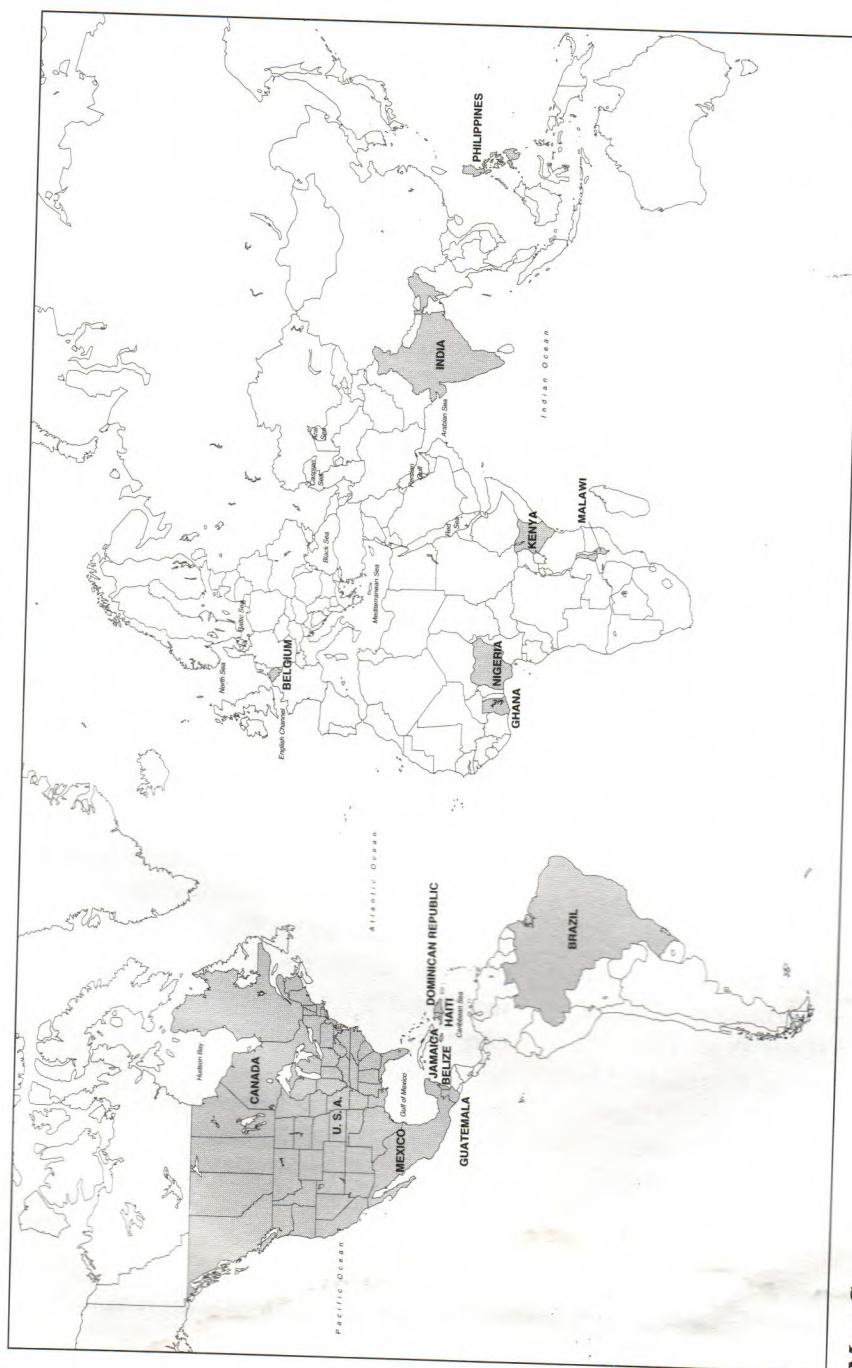 Hudson Bay
CANADA
U. S. A.
Pacific Ocean
MEXICO
Gulf of Mexico
GUATEMALA
JAMAICA
BELIZE
HAITI
DOMINICAN REPUBLIC
Caribbean Sea
Atlantic Ocean
BRAZIL
North Sea
Baltic Sea
English Channel
BELGIUM
Black Sea
Mediterranean Sea
Caspian Sea
Aral Sea
Persian Gulf
Red Sea
Arabian Sea
NIGERIA
GHANA
KENYA
MALAWI
INDIA
Indian Ocean
PHILIPPINES